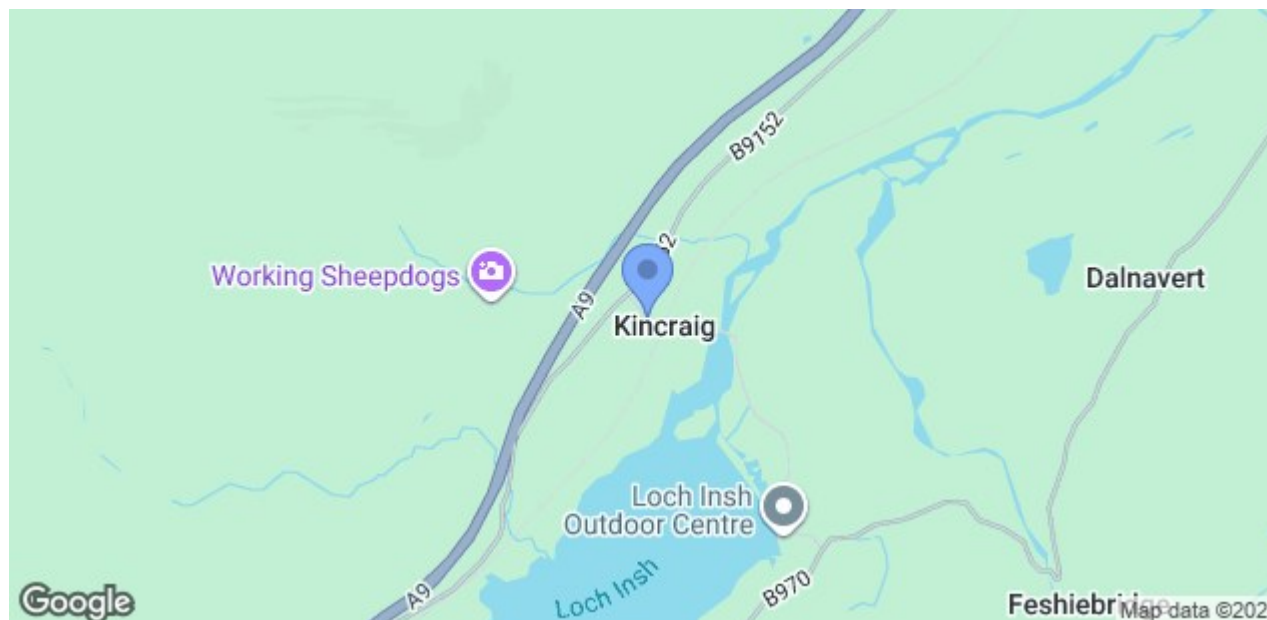 B9152
Working Sheepdogs
A9
Kincraig
Dalnavert
Loch Insh
Outdoor Centre
Loch Insh
A9
B970
Google
Map data ©202